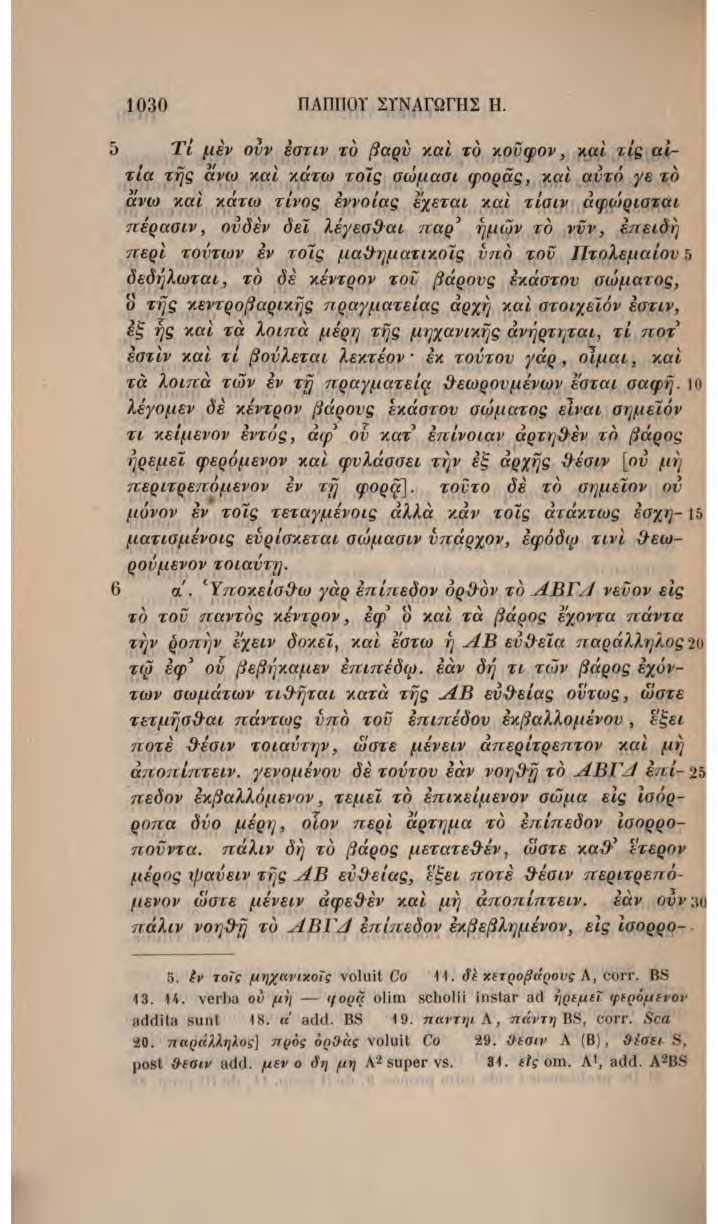 1030 ΠΑΠΠΟΥ ΣΥΝΑΓΩΓΗΣ Η.
5 Τί μὲν οὖν ἐστιν τὸ βαρὺ καὶ τὸ κοῦφον, καὶ τίς αἰ-
τία τῆς ἄνω καὶ κάτω τοῖς σώμασι φορᾶς, καὶ αὐτό γε τὸ
ἄνω καὶ κάτω τίνος ἐννοίας ἔχεται καὶ τίσιν ἀφώρισται
πέρασιν, οὐδὲν δεῖ λέγεσθαι παρ' ἡμῶν τὸ νῦν, ἐπειδὴ
περὶ τούτων ἐν τοῖς μαθηματικοῖς ὑπὸ τοῦ Πτολεμαίου 5
δεδήλωται, τὸ δὲ κέντρον τοῦ βάρους ἑκάστου σώματος,
ὃ τῆς κεντροβαρικῆς πραγματείας ἀρχὴ καὶ στοιχεῖόν ἐστιν,
ἐξ ἧς καὶ τὰ λοιπὰ μέρη τῆς μηχανικῆς ἀνήρτηται, τί ποτ'
ἐστὶν καὶ τί βούλεται λεκτέον· ἐκ τούτου γάρ, οἶμαι, καὶ
τὰ λοιπὰ τῶν ἐν τῇ πραγματείᾳ θεωρουμένων ἔσται σαφῆ. 10
λέγομεν δὲ κέντρον βάρους ἑκάστου σώματος εἶναι σημεῖόν
τι κείμενον ἐντός, ἀφ' οὗ κατ' ἐπίνοιαν ἀρτηθὲν τὸ βάρος
ἠρεμεῖ φερόμενον καὶ φυλάσσει τὴν ἐξ ἀρχῆς θέσιν [οὐ μὴ
περιτρεπόμενον ἐν τῇ φορᾷ]. τοῦτο δὲ τὸ σημεῖον οὐ
μόνον ἐν τοῖς τεταγμένοις ἀλλὰ κἀν τοῖς ἀτάκτως ἐσχη- 15
ματισμένοις εὑρίσκεται σώμασιν ὑπάρχον, ἐφόδῳ τινὶ θεω-
ρούμενον τοιαύτῃ.
6 α΄. Ὑποκείσθω γὰρ ἐπίπεδον ὀρθὸν τὸ ΑΒΓΔ νεῦον εἰς
τὸ τοῦ παντὸς κέντρον, ἐφ' ὃ καὶ τὰ βάρος ἔχοντα πάντα
τὴν ῥοπὴν ἔχειν δοκεῖ, καὶ ἔστω ἡ ΑΒ εὐθεῖα παράλληλος 20
τῷ ἐφ' οὗ βεβήκαμεν ἐπιπέδῳ. ἐὰν δή τι τῶν βάρος ἐχόν-
των σωμάτων τιθῆται κατὰ τῆς ΑΒ εὐθείας οὕτως, ὥστε
τετμῆσθαι πάντως ὑπὸ τοῦ ἐπιπέδου ἐκβαλλομένου, ἕξει
ποτὲ θέσιν τοιαύτην, ὥστε μένειν ἀπερίτρεπτον καὶ μὴ
ἀποπίπτειν. γενομένου δὲ τούτου ἐὰν νοηθῇ τὸ ΑΒΓΔ ἐπί- 25
πεδον ἐκβαλλόμενον, τεμεῖ τὸ ἐπικείμενον σῶμα εἰς ἰσόρ-
ροπα δύο μέρη, οἷον περὶ ἄρτημα τὸ ἐπίπεδον ἰσορρο-
ποῦντα. πάλιν δὴ τὸ βάρος μετατεθέν, ὥστε καθ' ἕτερον
μέρος ψαύειν τῆς ΑΒ εὐθείας, ἕξει ποτὲ θέσιν περιτρεπό-
μενον ὥστε μένειν ἀφεθὲν καὶ μὴ ἀποπίπτειν. ἐὰν οὖν 30
πάλιν νοηθῇ τὸ ΑΒΓΔ ἐπίπεδον ἐκβεβλημένον, εἰς ἰσορρο-
5. ἐν τοῖς μηχανικοῖς voluit Co 11. δὲ κετροβάρους A, corr. BS
13. 14. verba οὐ μὴ — φορᾷ olim scholii instar ad ἠρεμεῖ φερόμενον
addita sunt 18. α΄ add. BS 19. παντηι A, πάντη BS, corr. Sca
20. παράλληλος] πρὸς ὀρθὰς voluit Co 29. θεσιν A (B), θέσει S,
post θεσιν add. μεν ο δη μη A² super vs. 31. εἰς om. A¹, add. A²BS